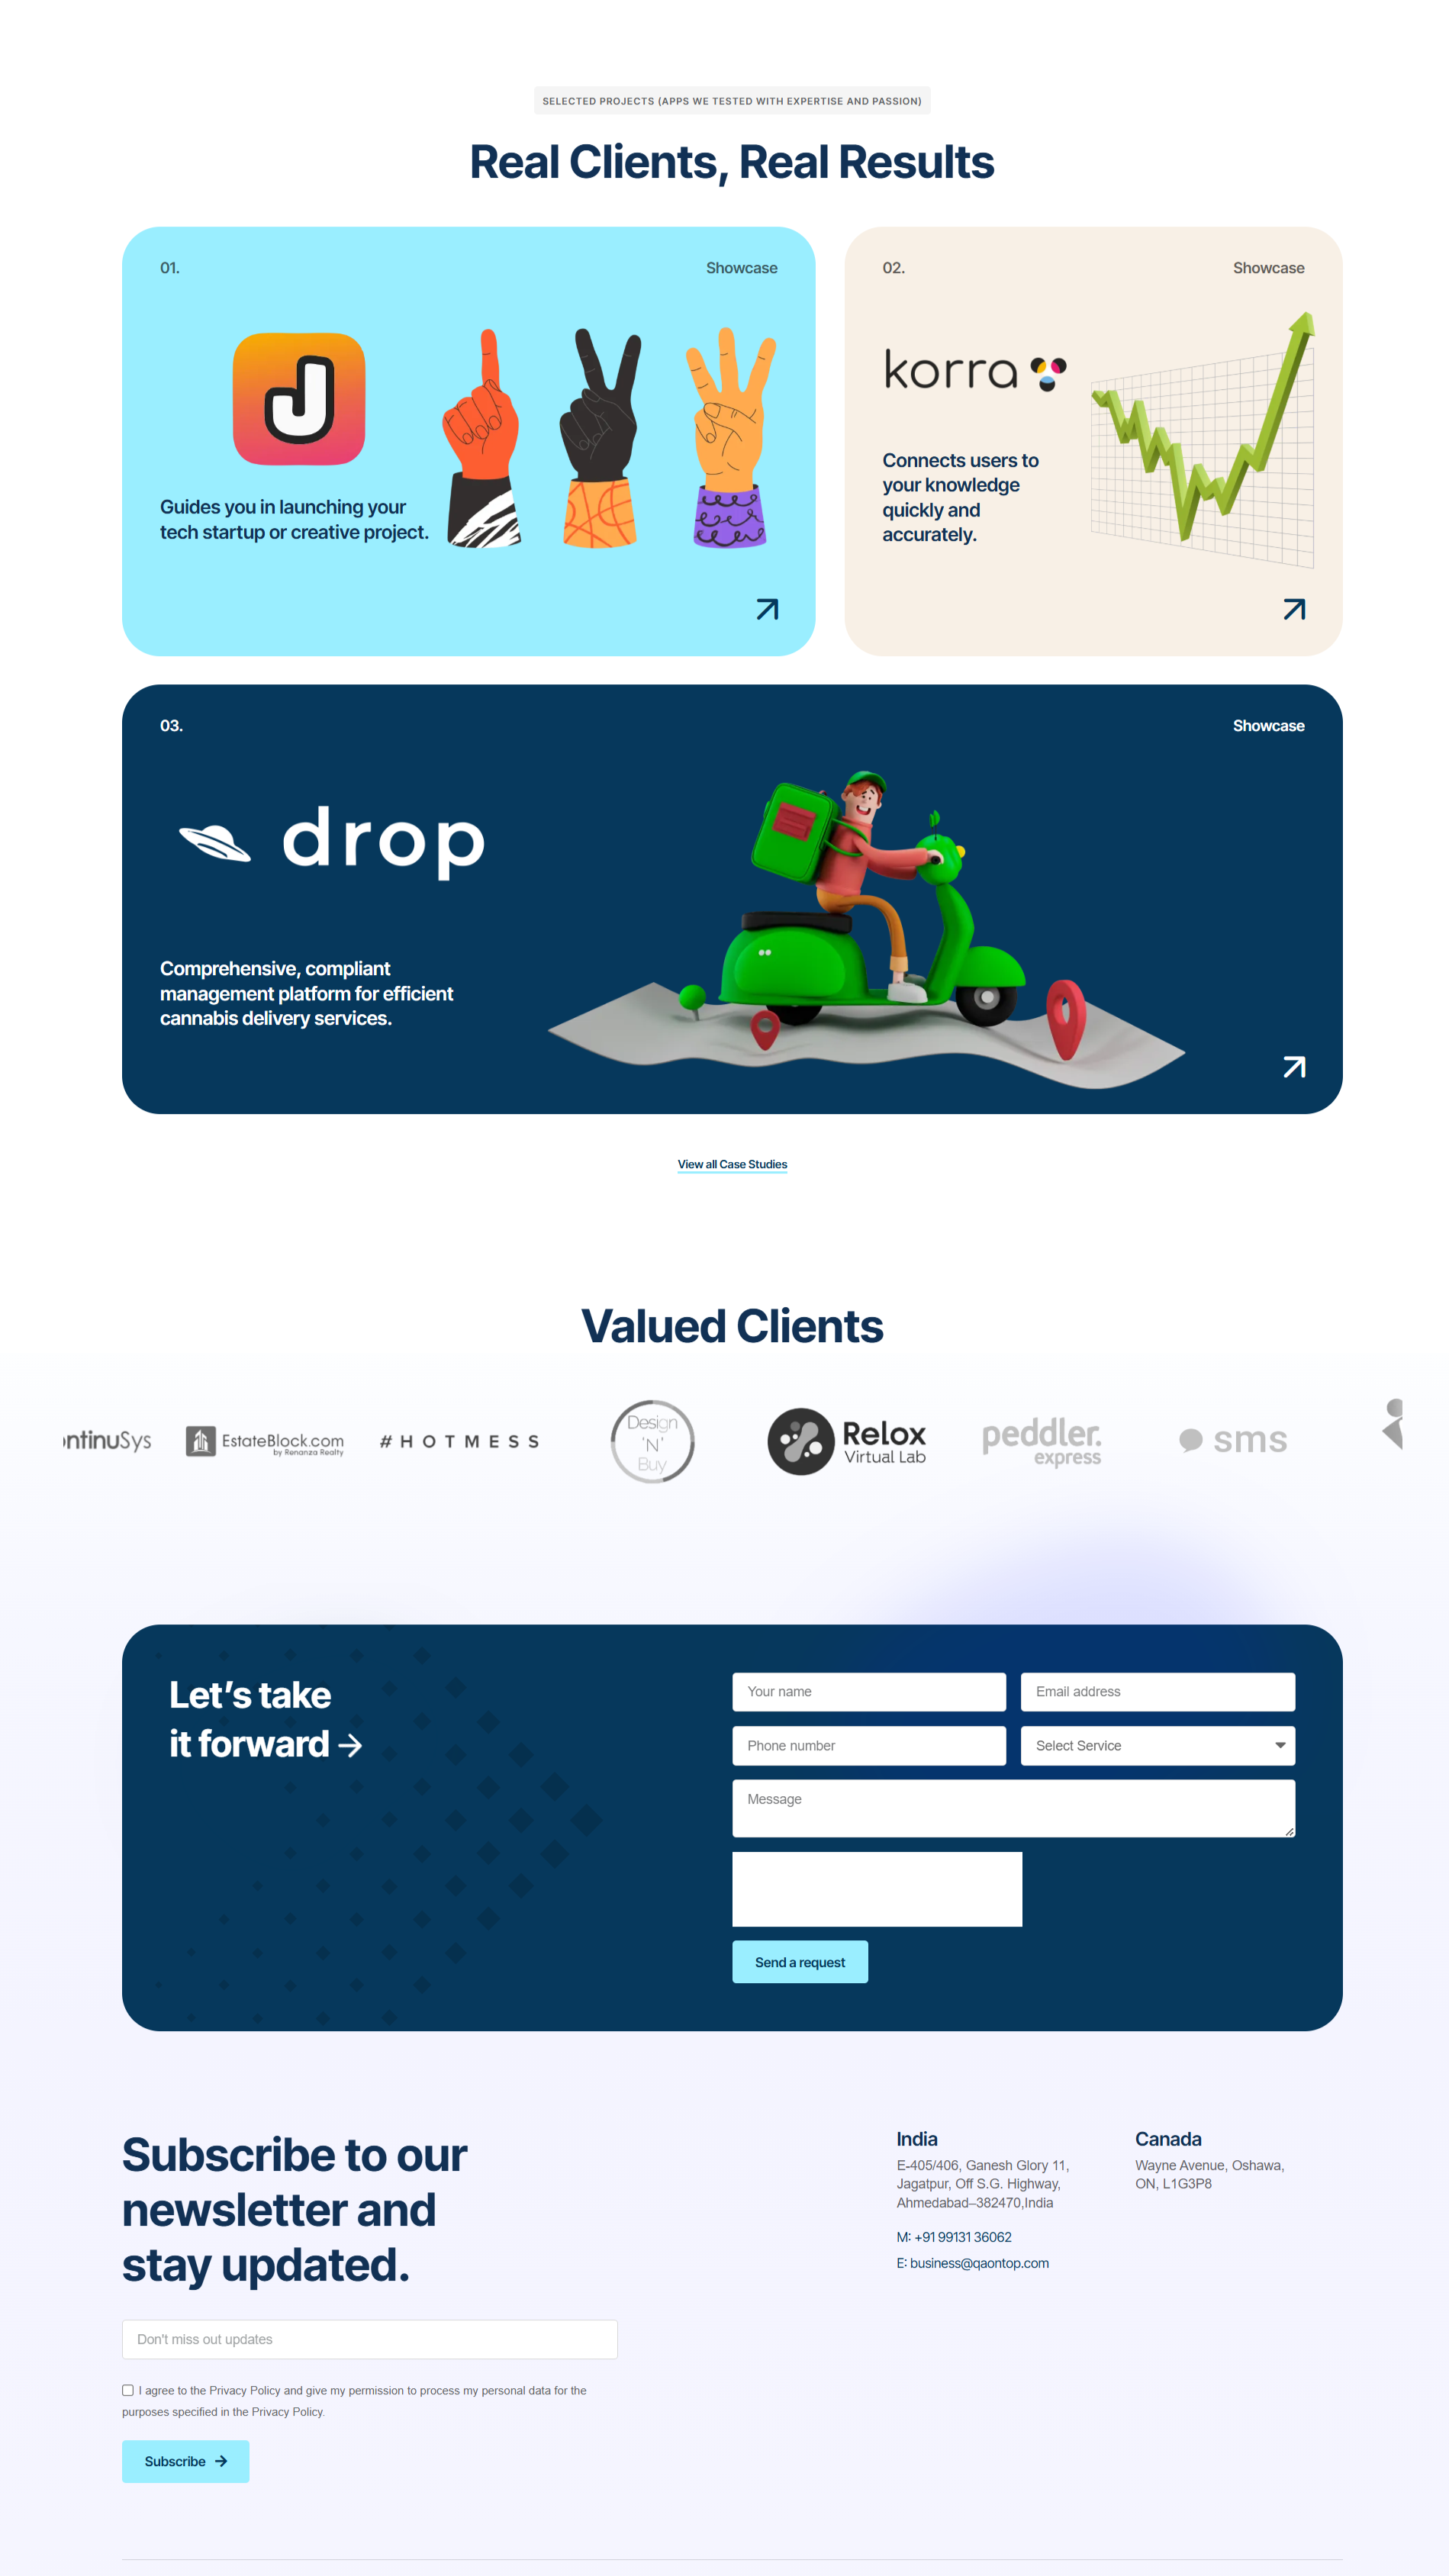 SELECTED PROJECTS (APPS WE TESTED WITH EXPERTISE AND PASSION)
Real Clients, Real Results
01.
Showcase
J
Guides you in launching your
tech startup or creative project.
02.
Showcase
korra
Connects users to
your knowledge
quickly and
accurately.
03.
Showcase
drop
Comprehensive, compliant
management platform for efficient
cannabis delivery services.
View all Case Studies
Valued Clients
ntinuSys
EstateBlock.com
by Renanza Realty
#HOTMESS
Design
'N'
Buy
Relox
Virtual Lab
peddler.
express
sms
Let’s take
it forward
Your name
Email address
Phone number
Select Service
Message
Send a request
Subscribe to our
newsletter and
stay updated.
Don't miss out updates
I agree to the Privacy Policy and give my permission to process my personal data for the
purposes specified in the Privacy Policy.
Subscribe
India
E-405/406, Ganesh Glory 11,
Jagatpur, Off S.G. Highway,
Ahmedabad–382470,India
M: +91 99131 36062
E: business@qaontop.com
Canada
Wayne Avenue, Oshawa,
ON, L1G3P8